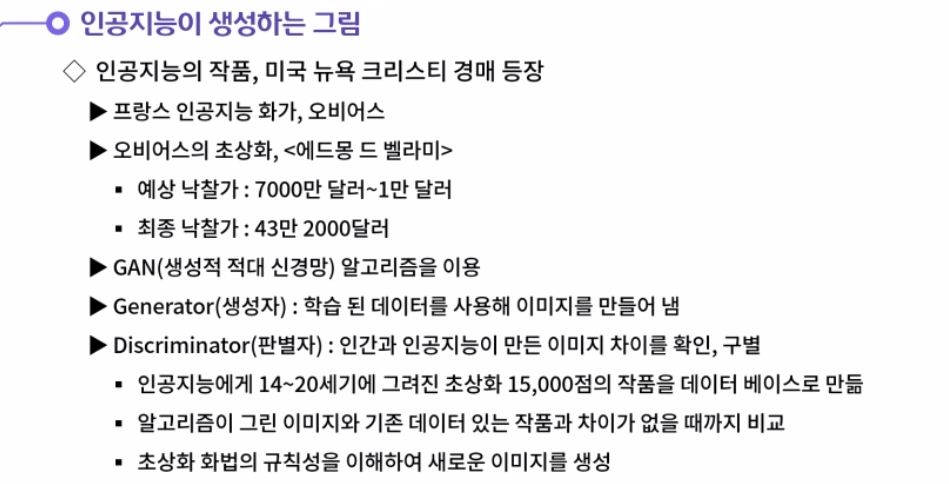 인공지능이 생성하는 그림
◇ 인공지능의 작품, 미국 뉴욕 크리스티 경매 등장
▶ 프랑스 인공지능 화가, 오비어스
▶ 오비어스의 초상화, <에드몽 드 벨라미>
▪ 예상 낙찰가 : 7000만 달러~1만 달러
▪ 최종 낙찰가 : 43만 2000달러
▶ GAN(생성적 적대 신경망) 알고리즘을 이용
▶ Generator(생성자) : 학습 된 데이터를 사용해 이미지를 만들어 냄
▶ Discriminator(판별자) : 인간과 인공지능이 만든 이미지 차이를 확인, 구별
▪ 인공지능에게 14~20세기에 그려진 초상화 15,000점의 작품을 데이터 베이스로 만듦
▪ 알고리즘이 그린 이미지와 기존 데이터 있는 작품과 차이가 없을 때까지 비교
▪ 초상화 화법의 규칙성을 이해하여 새로운 이미지를 생성